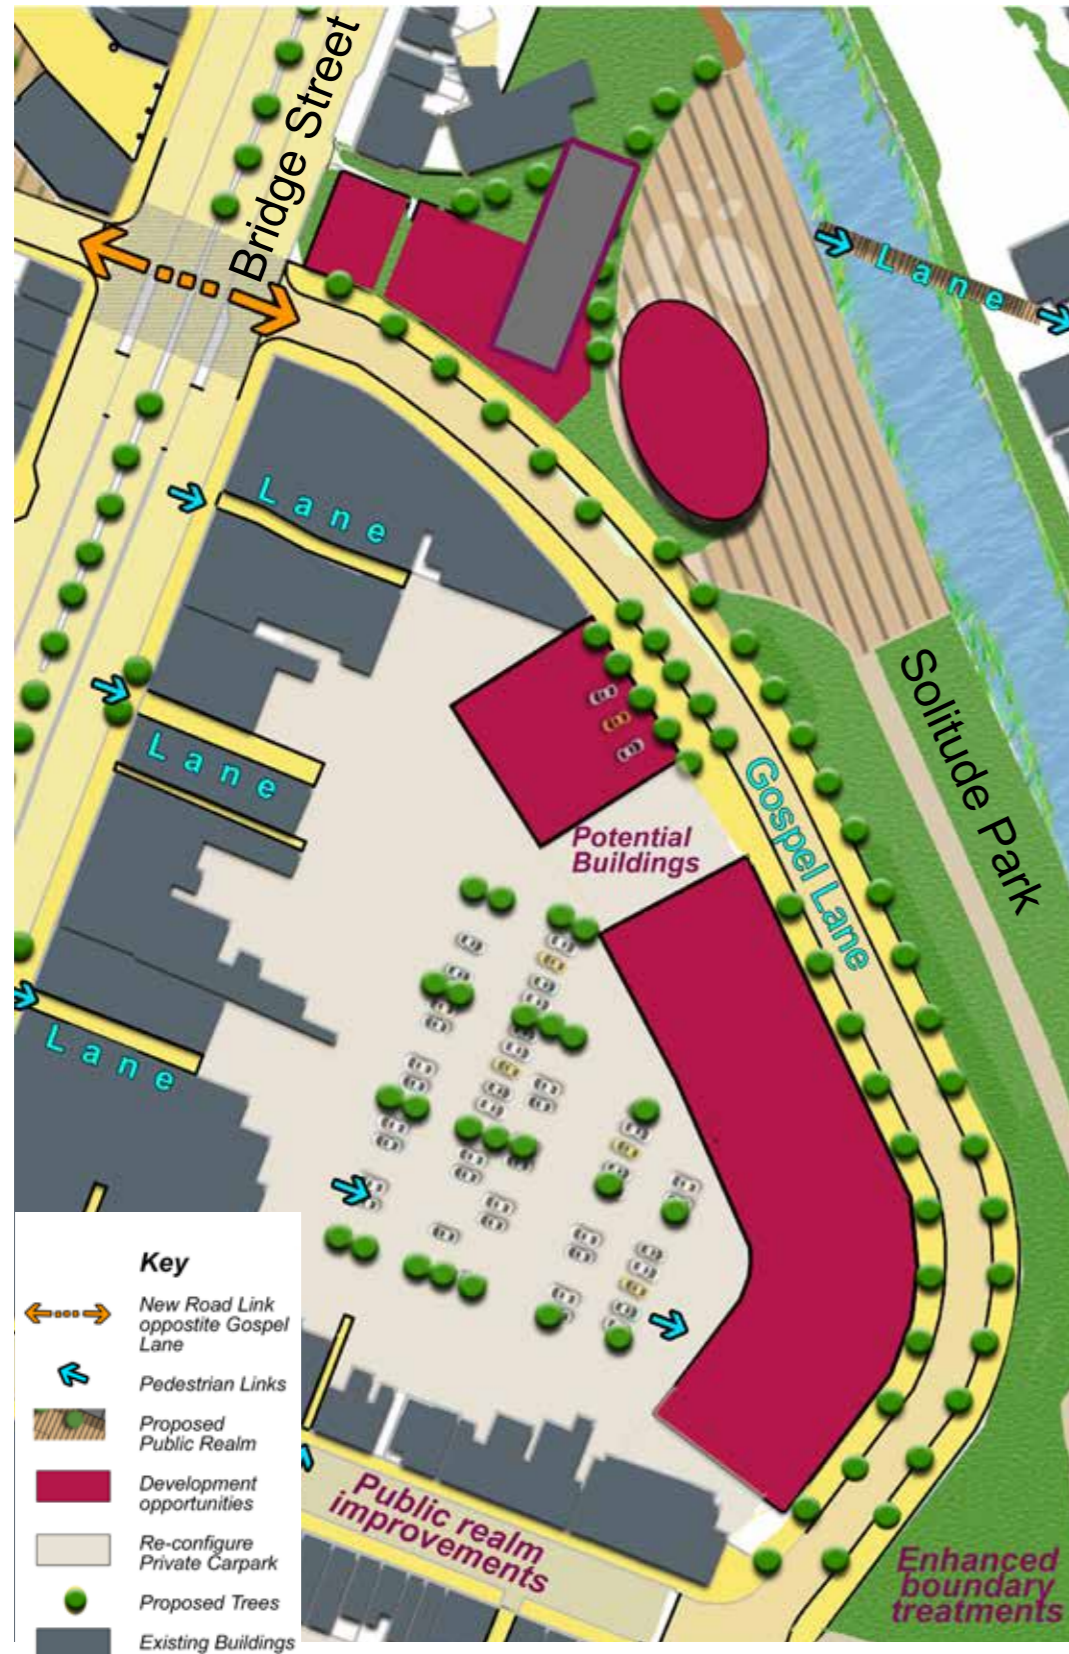 Bridge Street
Lane
Lane
Lane
Lane
Solitude Park
Gospel Lane
Potential
Buildings
Public realm
improvements
Enhanced
boundary
treatments
Key
New Road Link
oppostite Gospel
Lane
Pedestrian Links
Proposed
Public Realm
Development
opportunities
Re-configure
Private Carpark
Proposed Trees
Existing Buildings